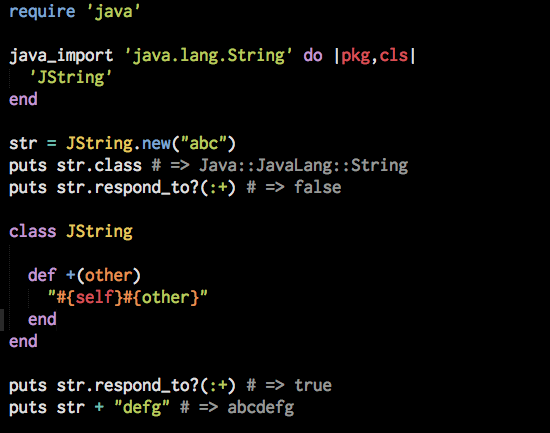 require 'java'
java_import 'java.lang.String' do |pkg,cls|
'JString'
end
str = JString.new("abc")
puts str.class # => Java::JavaLang::String
puts str.respond_to?(:+) # => false
class JString
def +(other)
"#{self}#{other}"
end
end
puts str.respond_to?(:+) # => true
puts str + "defg" # => abcdefg